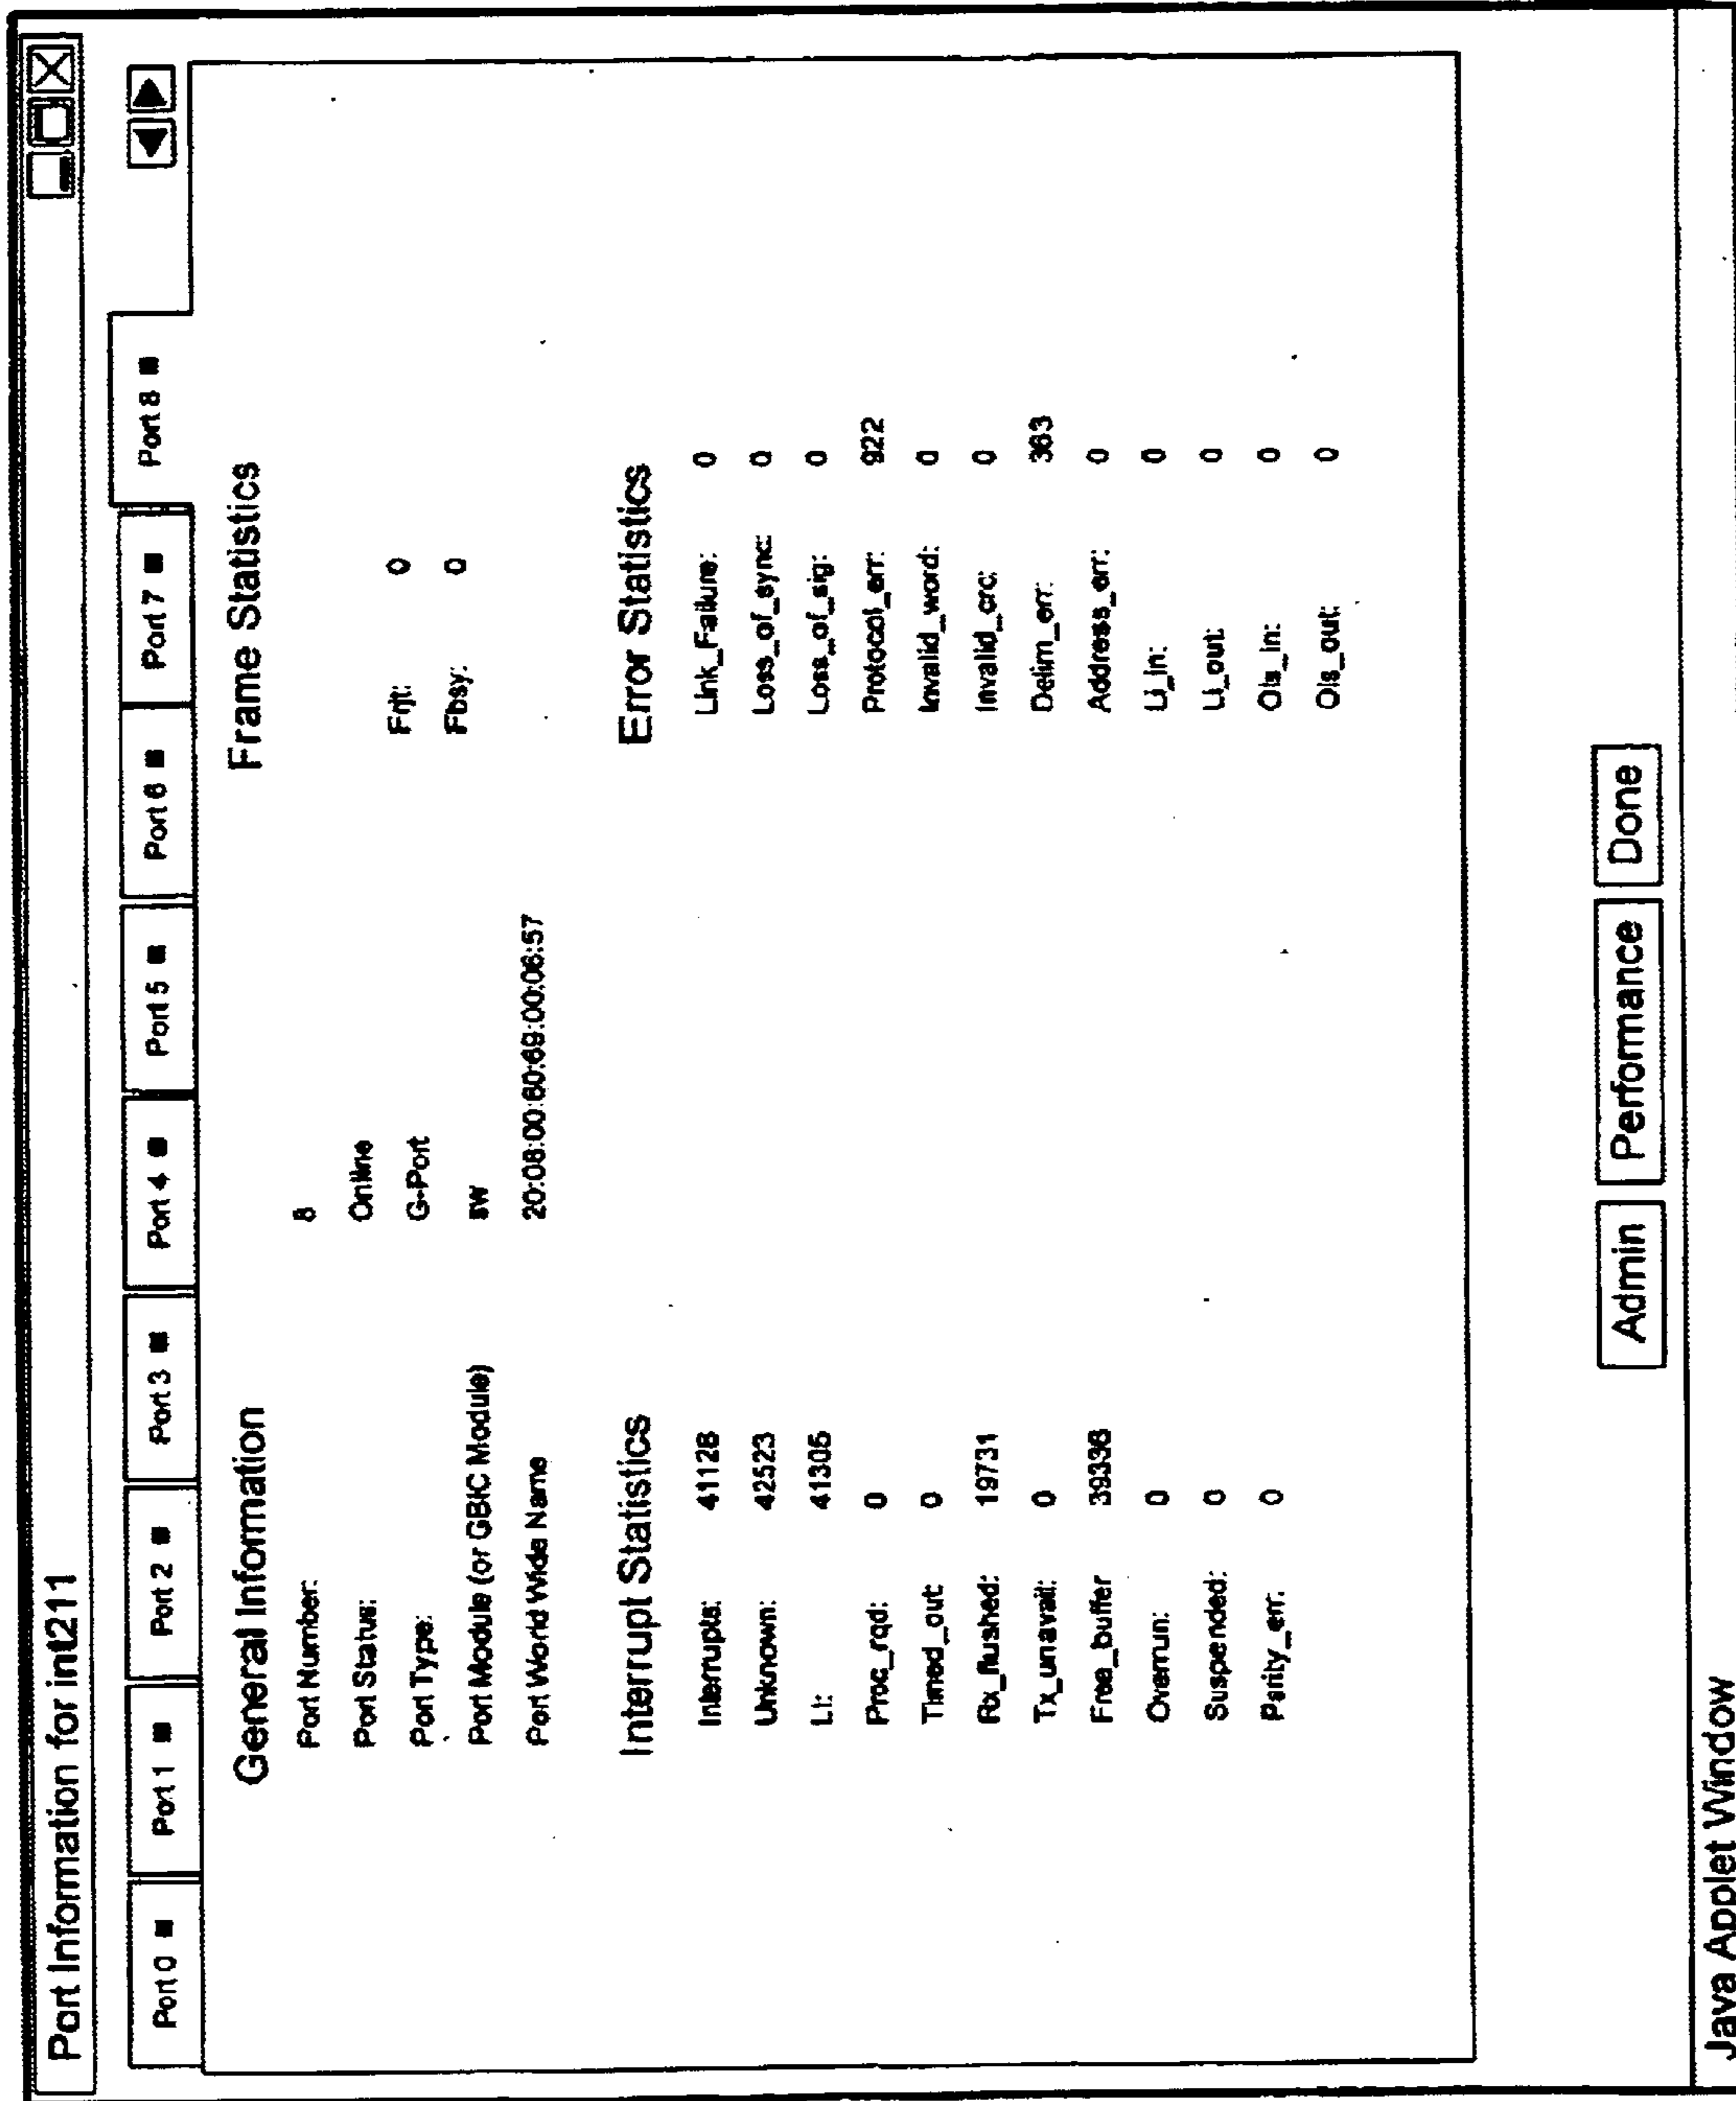 Port Information for int211
Port 0 Port 1 Port 2 Port 3 Port 4 Port 5 Port 6 Port 7 Port 8
General Information
Port Number: 8
Port Status: Online
Port Type: G-Port
Port Module (or GBIC Module) sw
Port World Wide Name 20:08:00:60:69:00:06:57
Frame Statistics
Frjt: 0
Fbsy: 0
Interrupt Statistics
Interrupts: 41128
Unknown: 42523
Li: 41305
Proc_rqd: 0
Timed_out: 0
Rx_flushed: 19731
Tx_unavail: 0
Free_buffer 39336
Overrun: 0
Suspended: 0
Parity_err: 0
Error Statistics
Link_Failure: 0
Loss_of_sync: 0
Loss_of_sig: 0
Protocol_err: 922
Invalid_word: 0
Invalid_crc: 0
Delim_err: 363
Address_err: 0
Li_in: 0
Li_out: 0
Ols_in: 0
Ols_out: 0
Admin Performance Done
Java Applet Window